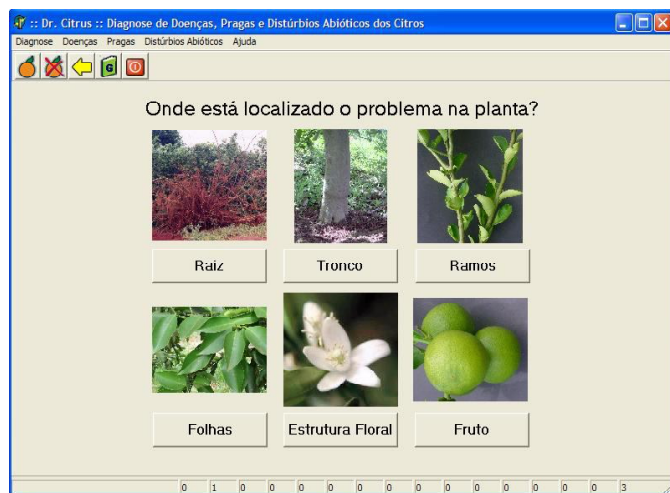 :: Dr. Citrus :: Diagnose de Doenças, Pragas e Distúrbios Abióticos dos Citros
Diagnose Doenças Pragas Distúrbios Abióticos Ajuda
G
Onde está localizado o problema na planta?
Raiz Tronco Ramos
Folhas Estrutura Floral Fruto
0 1 0 0 0 0 0 0 0 0 0 0 0 0 0 3